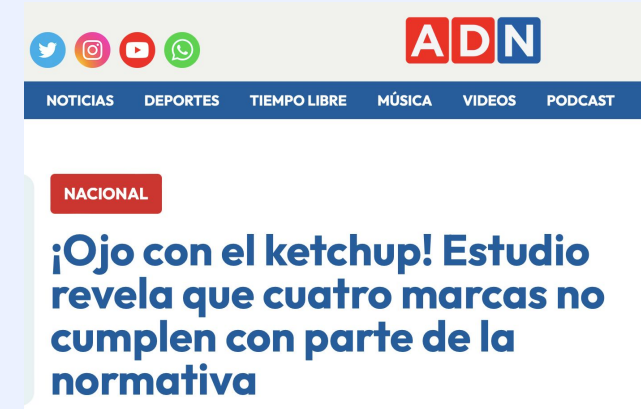 ADN
NOTICIAS DEPORTES TIEMPO LIBRE MÚSICA VIDEOS PODCAST
NACIONAL
¡Ojo con el ketchup! Estudio
revela que cuatro marcas no
cumplen con parte de la
normativa